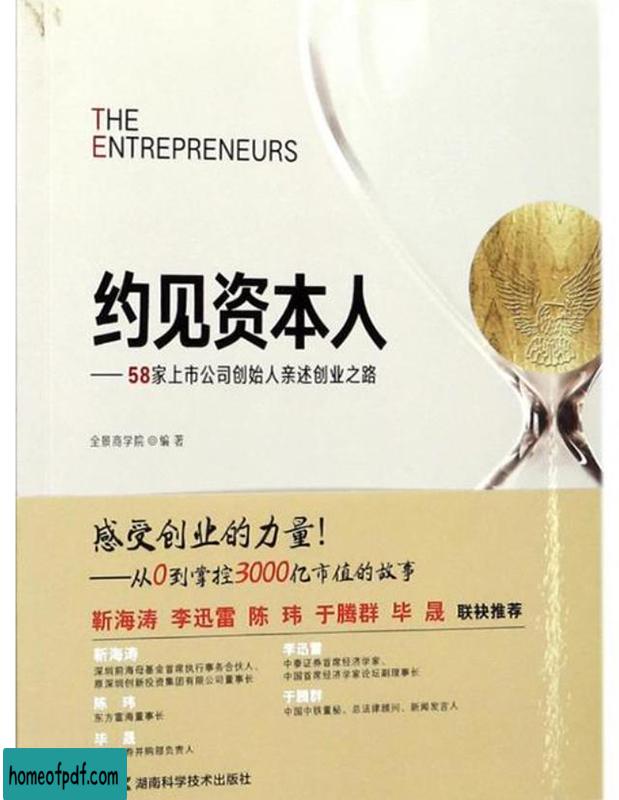 THE
ENTREPRENEURS
约见资本人
——58家上市公司创始人亲述创业之路
全景商学院◎编著
感受创业的力量!
——从0到掌控3000亿市值的故事
靳海涛 李迅雷 陈 玮 于腾群 毕 晟 联袂推荐
靳海涛
深圳前海母基金首席执行事务合伙人、
原深圳创新投资集团有限公司董事长
李迅雷
中泰证券首席经济学家、
中国首席经济学家论坛副理事长
陈 玮
东方富海董事长
于腾群
中国中铁董秘、总法律顾问、新闻发言人
毕 晟
券并购部负责人
湖南科学技术出版社
homeofpdf.com